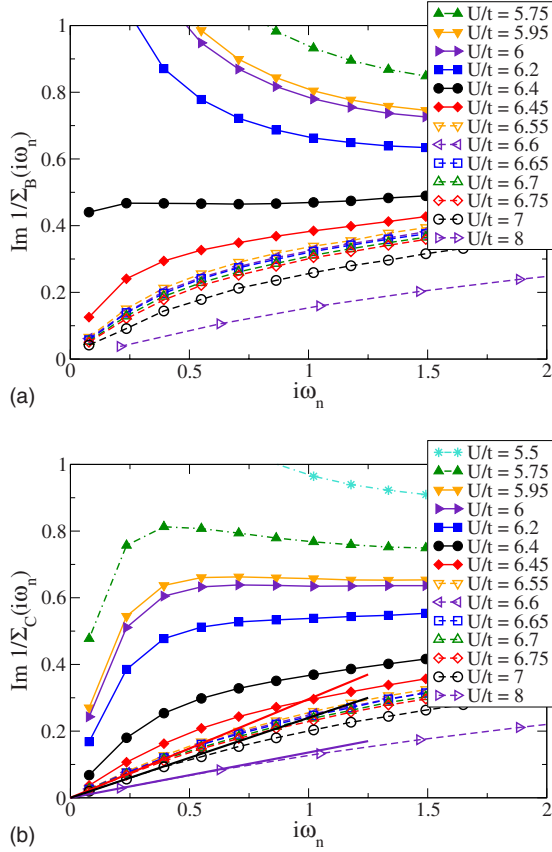 (a)
Im 1/Σ_B(iω_n)
1
0.8
0.6
0.4
0.2
0
0 0.5 1 1.5 2
iω_n
U/t = 5.75
U/t = 5.95
U/t = 6
U/t = 6.2
U/t = 6.4
U/t = 6.45
U/t = 6.55
U/t = 6.6
U/t = 6.65
U/t = 6.7
U/t = 6.75
U/t = 7
U/t = 8
(b)
Im 1/Σ_C(iω_n)
1
0.8
0.6
0.4
0.2
0
0 0.5 1 1.5 2
iω_n
U/t = 5.5
U/t = 5.75
U/t = 5.95
U/t = 6
U/t = 6.2
U/t = 6.4
U/t = 6.45
U/t = 6.55
U/t = 6.6
U/t = 6.65
U/t = 6.7
U/t = 6.75
U/t = 7
U/t = 8